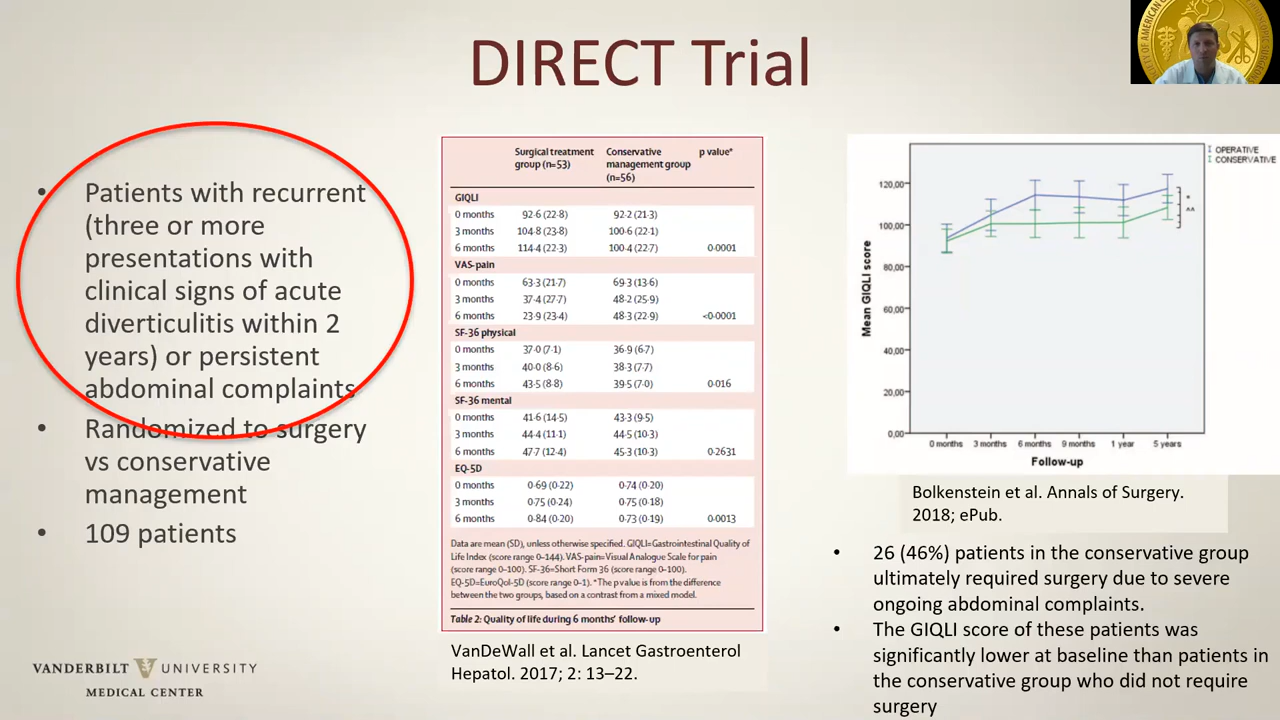 DIRECT Trial
• Patients with recurrent
(three or more
presentations with
clinical signs of acute
diverticulitis within 2
years) or persistent
abdominal complaints
• Randomized to surgery
vs conservative
management
• 109 patients
VANDERBILT V UNIVERSITY
MEDICAL CENTER
Surgical treatment group (n=53) Conservative management group (n=56) p value*
GIQLI
0 months 92·6 (22·8) 92·2 (21·3)
3 months 104·8 (23·8) 100·6 (22·1)
6 months 114·4 (22·3) 100·4 (22·7) 0·0001
VAS-pain
0 months 63·3 (21·7) 69·3 (13·6)
3 months 37·4 (27·7) 48·2 (25·9)
6 months 23·9 (23·4) 48·3 (22·9) <0·0001
SF-36 physical
0 months 37·0 (7·1) 36·9 (6·7)
3 months 40·0 (8·6) 38·3 (7·7)
6 months 43·5 (8·8) 39·5 (7·0) 0·016
SF-36 mental
0 months 41·6 (14·5) 43·3 (9·5)
3 months 44·4 (11·1) 44·5 (10·3)
6 months 47·7 (12·4) 45·3 (10·3) 0·2631
EQ-5D
0 months 0·69 (0·22) 0·74 (0·20)
3 months 0·75 (0·24) 0·75 (0·18)
6 months 0·84 (0·20) 0·73 (0·19) 0·0013
Data are mean (SD), unless otherwise specified. GIQLI=Gastrointestinal Quality of
Life Index (score range 0–144). VAS-pain=Visual Analogue Scale for pain
(score range 0–100). SF-36=Short Form 36 (score range 0–100).
EQ-5D=EuroQol-5D (score range 0–1). *The p value is from the difference
between the two groups, based on a contrast from a mixed model.
Table 2: Quality of life during 6 months' follow-up
VanDeWall et al. Lancet Gastroenterol
Hepatol. 2017; 2: 13–22.
OPERATIVE
CONSERVATIVE
Mean GIQLI score
120,00
100,00
80,00
60,00
40,00
20,00
0,00
*
^^
0 months 3 months 6 months 9 months 1 year 5 years
Follow-up
Bolkenstein et al. Annals of Surgery.
2018; ePub.
• 26 (46%) patients in the conservative group
ultimately required surgery due to severe
ongoing abdominal complaints.
• The GIQLI score of these patients was
significantly lower at baseline than patients in
the conservative group who did not require
surgery